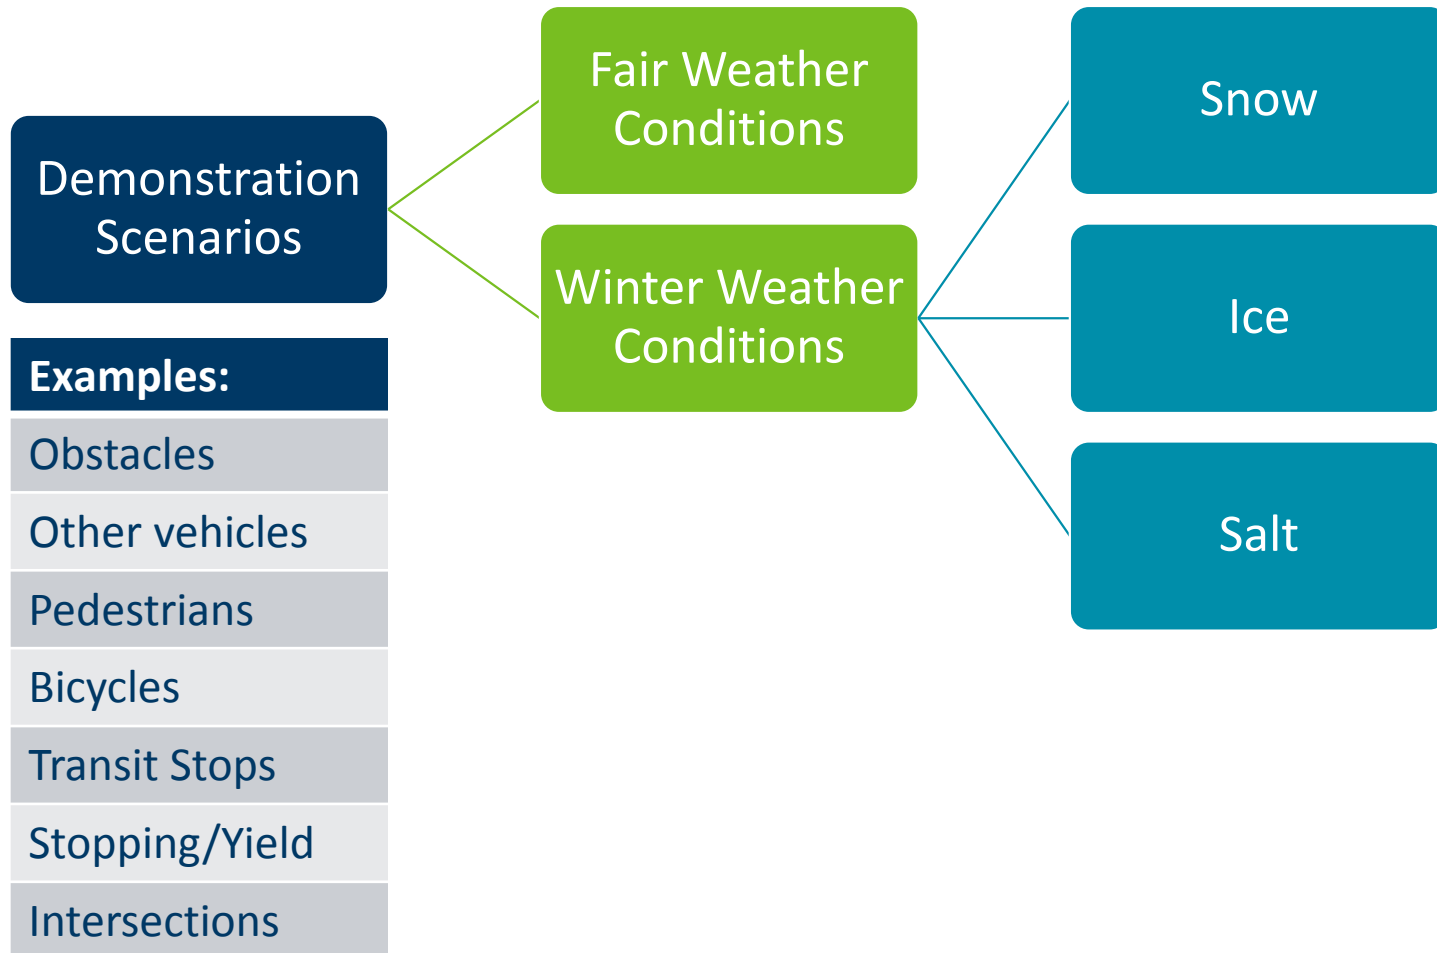 Demonstration
Scenarios
Fair Weather
Conditions
Winter Weather
Conditions
Snow
Ice
Salt
Examples:
Obstacles
Other vehicles
Pedestrians
Bicycles
Transit Stops
Stopping/Yield
Intersections